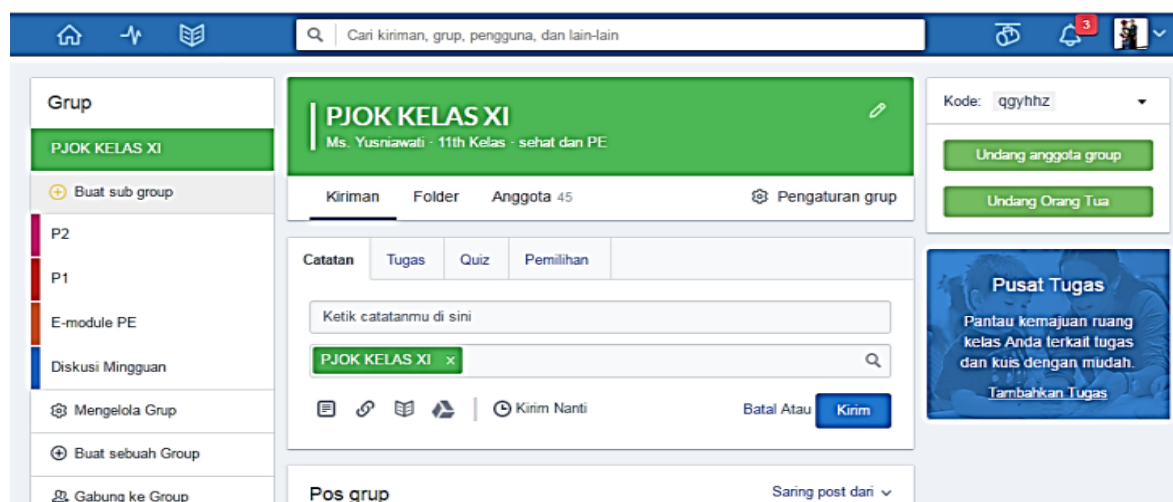 Cari kiriman, grup, pengguna, dan lain-lain
3
Grup
PJOK KELAS XI
Buat sub group
P2
P1
E-module PE
Diskusi Mingguan
Mengelola Grup
Buat sebuah Group
Gabung ke Group
PJOK KELAS XI
Ms. Yusniawati - 11th Kelas - sehat dan PE
Kiriman Folder Anggota 45 Pengaturan grup
Catatan Tugas Quiz Pemilihan
Ketik catatanmu di sini
PJOK KELAS XI ×
Kirim Nanti Batal Atau Kirim
Pos grup Saring post dari
Kode: qgyhhz
Undang anggota group
Undang Orang Tua
Pusat Tugas
Pantau kemajuan ruang
kelas Anda terkait tugas
dan kuis dengan mudah.
Tambahkan Tugas